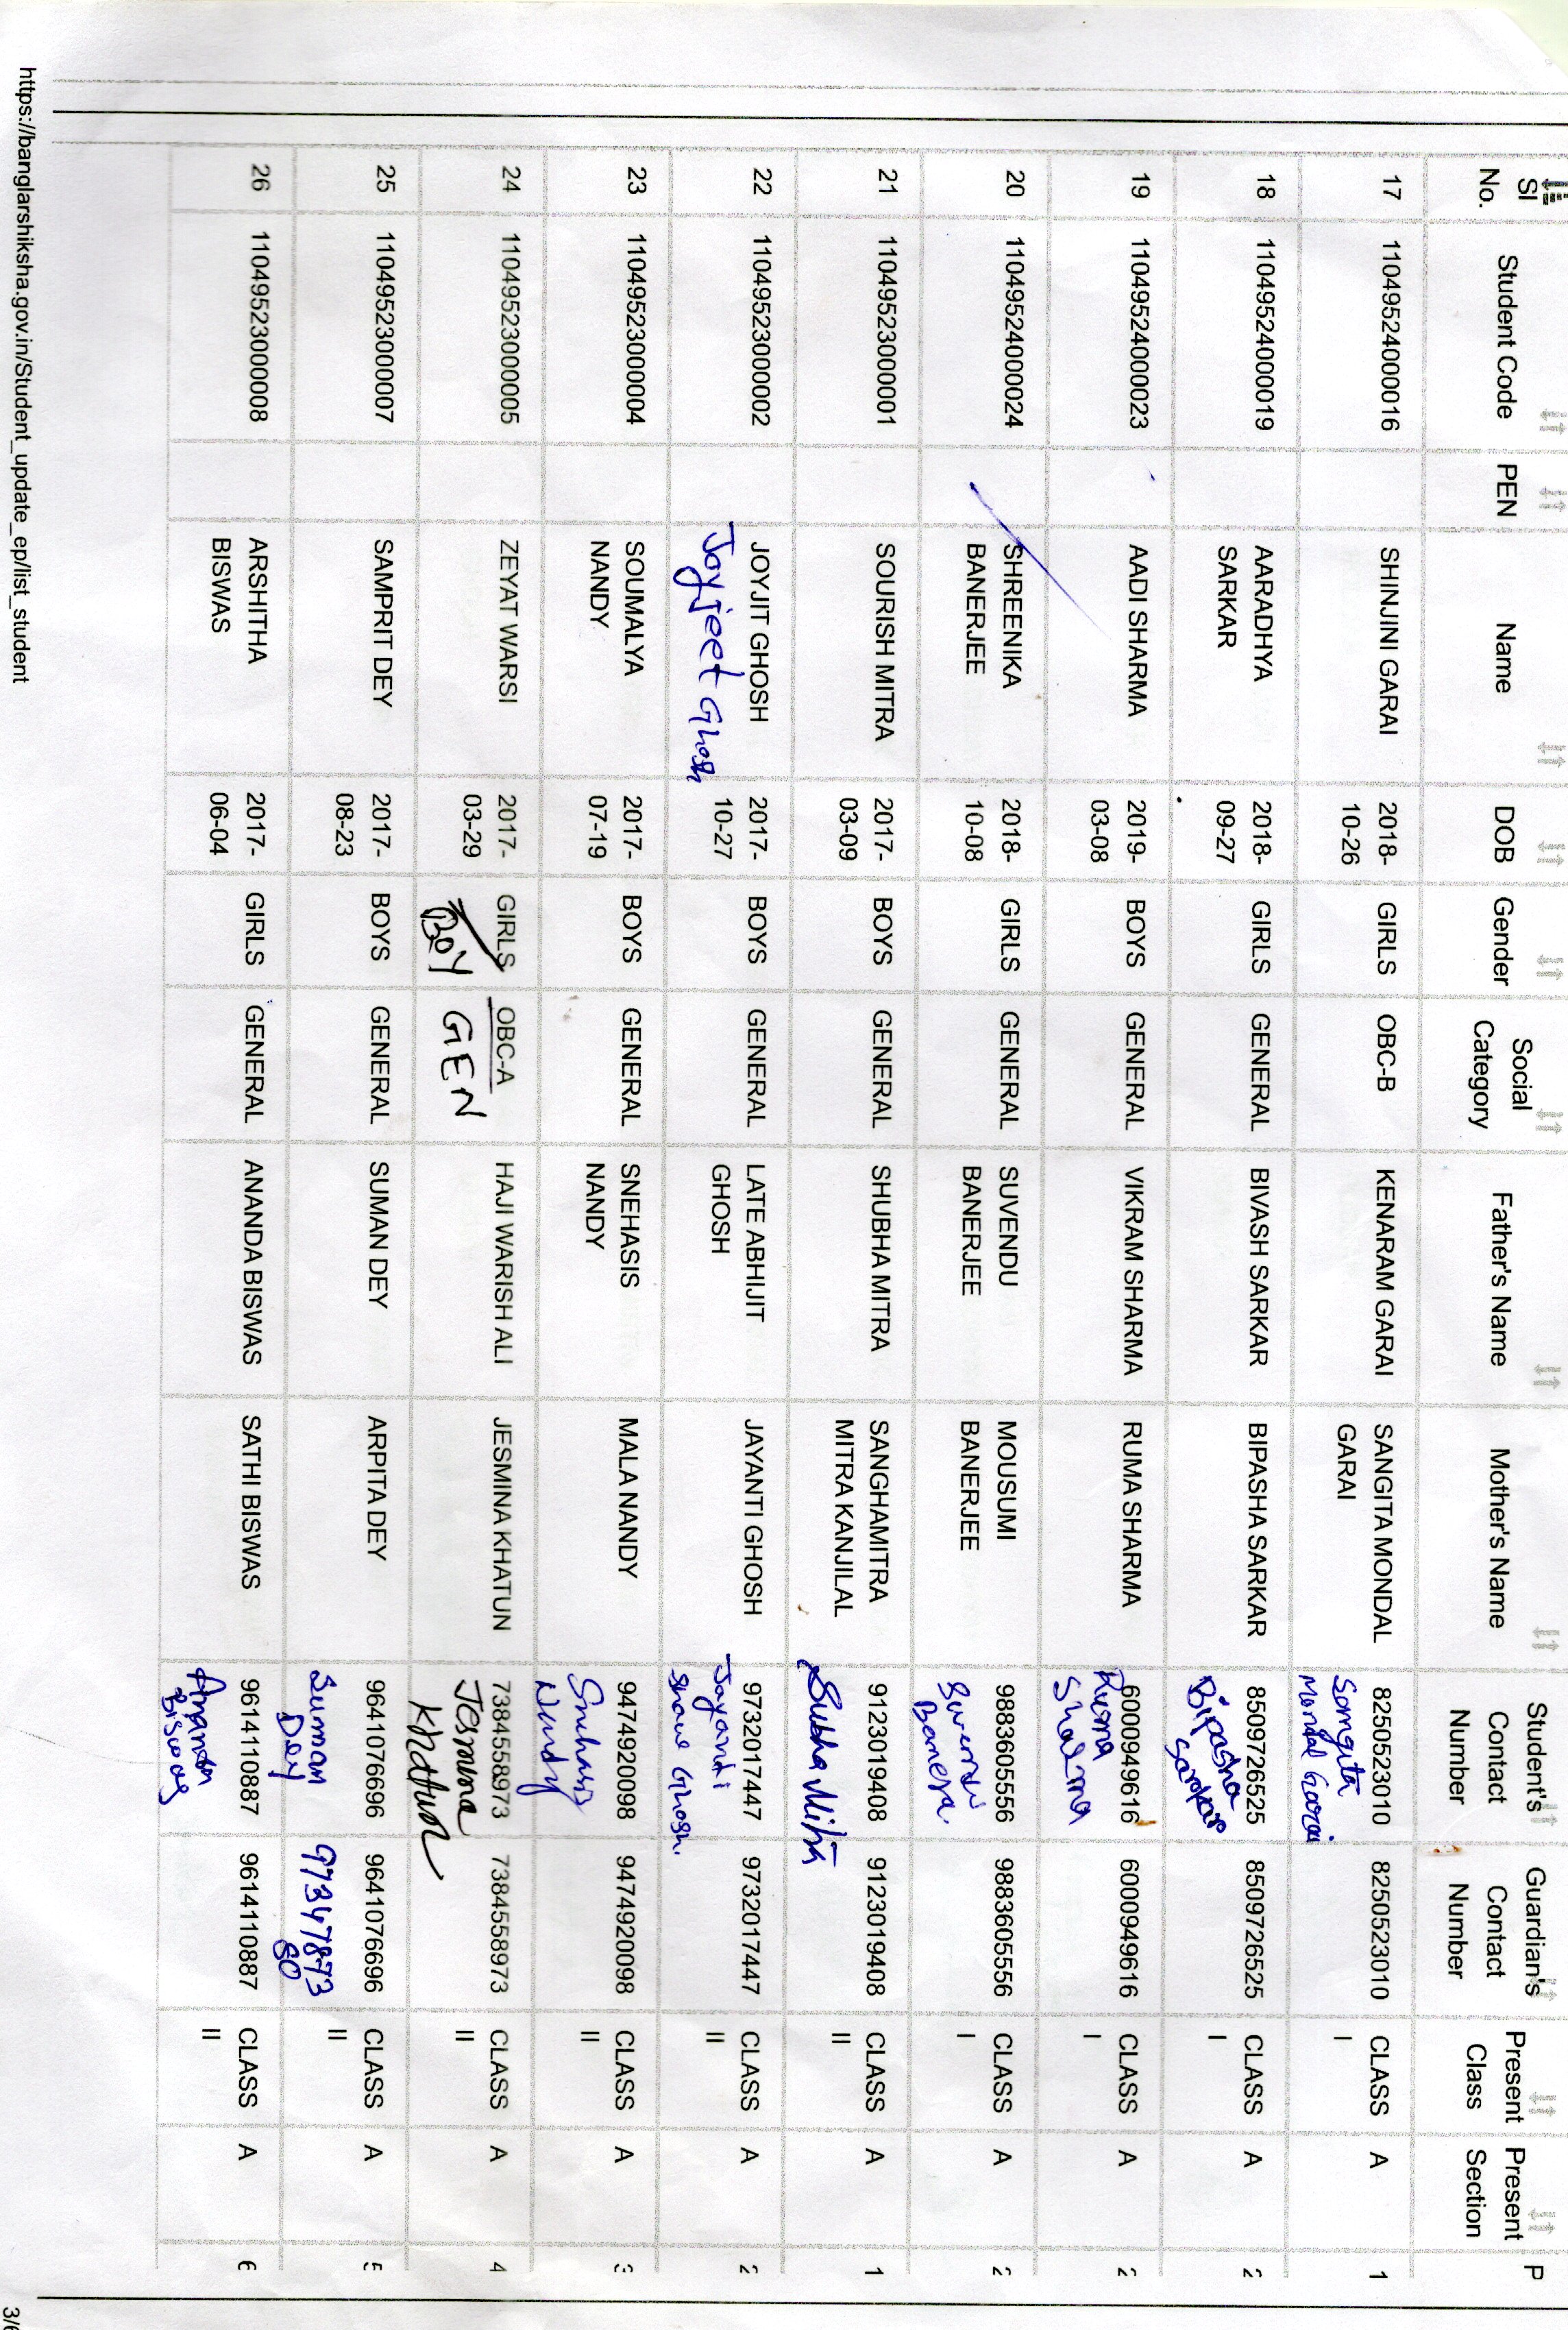 Sl No. Student Code PEN Name DOB Gender Social Category Father's Name Mother's Name Student's Contact Number Guardian's Contact Number Present Class Present Section P
17 11049524000016 SHINJINI GARAI 2018-10-26 GIRLS OBC-B KENARAM GARAI SANGITA MONDAL GARAI 8250523010 8250523010 CLASS I A 1
Somgita Mondal Garai
18 11049524000019 AARADHYA SARKAR 2018-09-27 GIRLS GENERAL BIVASH SARKAR BIPASHA SARKAR 8509726525 8509726525 CLASS I A
Bipasha Sarkar
19 11049524000023 AADI SHARMA 2019-03-08 BOYS GENERAL VIKRAM SHARMA RUMA SHARMA 6000949616 6000949616 CLASS I A
Ruma Sharma
20 11049524000024 SHREENIKA BANERJEE 2018-10-08 GIRLS GENERAL SUVENDU BANERJEE MOUSUMI BANERJEE 9883605556 9883605556 CLASS I A
21 11049523000001 SOURISH MITRA 2017-03-09 BOYS GENERAL SHUBHA MITRA SANGHAMITRA MITRA KANJILAL 9123019408 9123019408 CLASS II A 1
Subha Mitra
22 11049523000002 JOYJIT GHOSH 2017-10-27 BOYS GENERAL LATE ABHIJIT GHOSH JAYANTI GHOSH 9732017447 9732017447 CLASS II A
Joyjeet Ghosh
Jayanti Ghosh.
23 11049523000004 SOUMALYA NANDY 2017-07-19 BOYS GENERAL SNEHASIS NANDY MALA NANDY 9474920098 9474920098 CLASS II A
Snehasis Nandy
24 11049523000005 ZEYAT WARSI 2017-03-29 GIRLS OBC-A HAJI WARISH ALI JESMINA KHATUN 7384558973 7384558973 CLASS II A 4
BOY GEN Jesmina Khatun
25 11049523000007 SAMPRIT DEY 2017-08-23 BOYS GENERAL SUMAN DEY ARPITA DEY 9641076696 9641076696 CLASS II A
Suman Dey 9734787380
26 11049523000008 ARSHITHA BISWAS 2017-06-04 GIRLS GENERAL ANANDA BISWAS SATHI BISWAS 9614110887 9614110887 CLASS II A
Ananda Biswas
https://banglarshiksha.gov.in/Student_update_ep/list_student 3/6